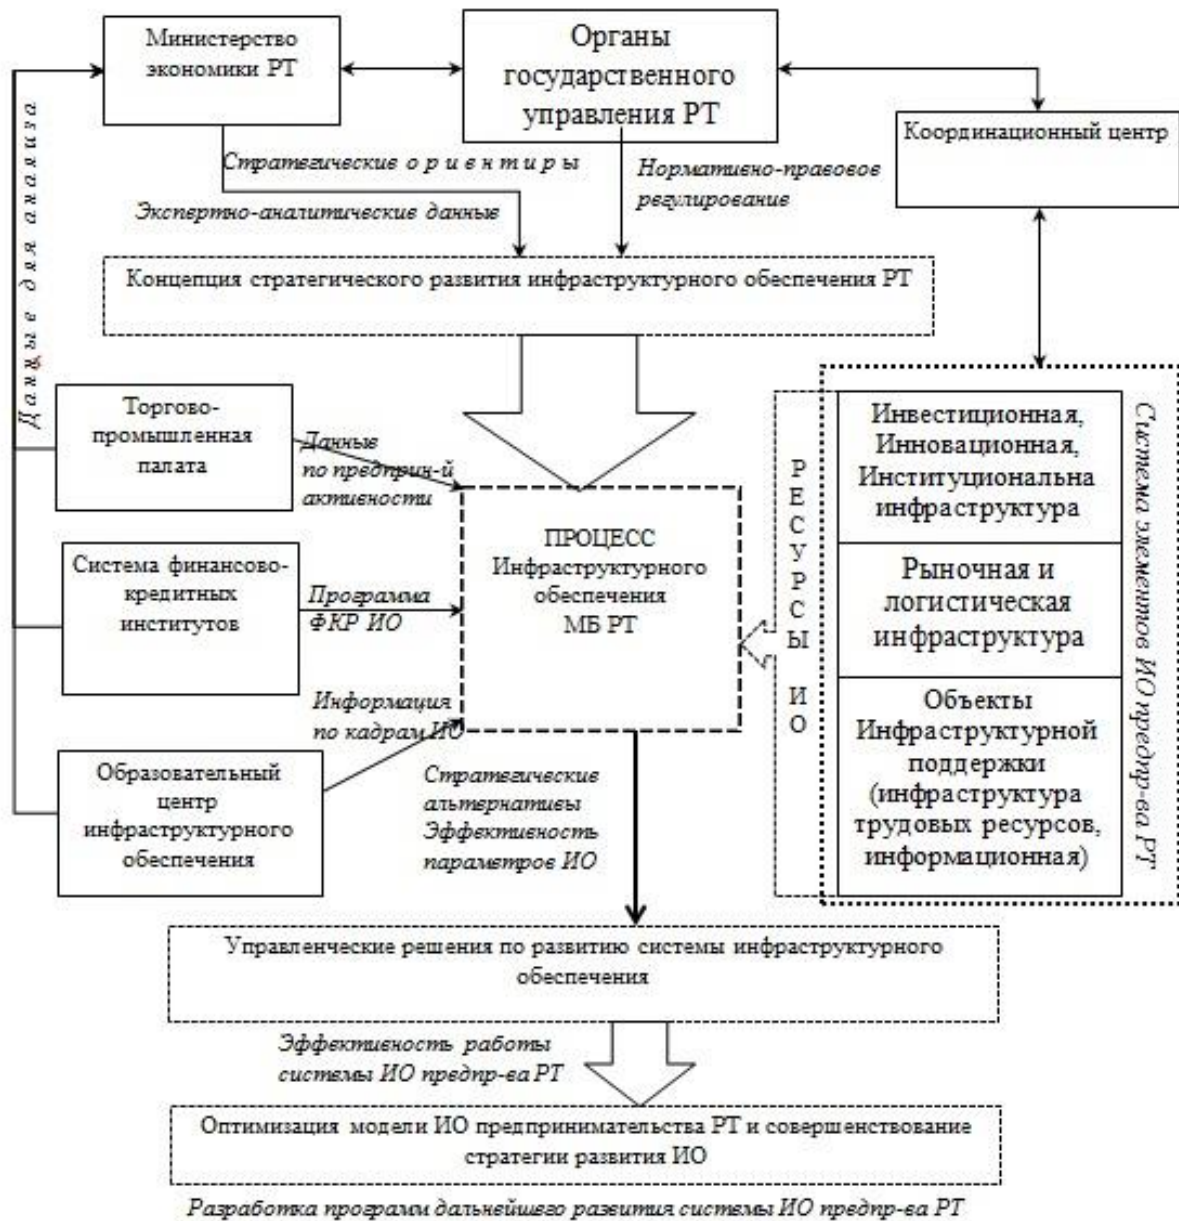 Министерство
экономики РТ
Органы
государственного
управления РТ
Координационный центр
Данные для анализа
Стратегические ориентиры
Нормативно-правовое
регулирование
Экспертно-аналитические данные
Концепция стратегического развития инфраструктурного обеспечения РТ
Торгово-
промышленная
палата
Данные
по предприн-й
активности
Система финансово-
кредитных
институтов
Программа
ФКР ИО
Информация
по кадрам ИО
Образовательный
центр
инфраструктурного
обеспечения
ПРОЦЕСС
Инфраструктурного
обеспечения
МБ РТ
РЕСУРСЫ ИО
Инвестиционная,
Инновационная,
Институциональна
инфраструктура
Рыночная и
логистическая
инфраструктура
Объекты
Инфраструктурной
поддержки
(инфраструктура
трудовых ресурсов,
информационная)
Система элементов ИО предпр-ва РТ
Стратегические
альтернативы
Эффективность
параметров ИО
Управленческие решения по развитию системы инфраструктурного
обеспечения
Эффективность работы
системы ИО предпр-ва РТ
Оптимизация модели ИО предпринимательства РТ и совершенствование
стратегии развития ИО
Разработка программ дальнейшего развития системы ИО предпр-ва РТ